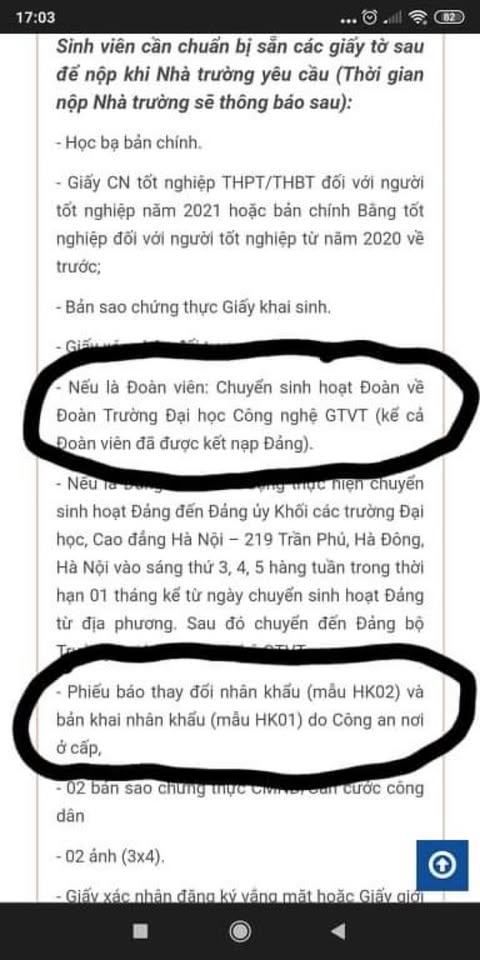 17:03
82
Sinh viên cần chuẩn bị sẵn các giấy tờ sau
để nộp khi Nhà trường yêu cầu (Thời gian
nộp Nhà trường sẽ thông báo sau):
- Học bạ bản chính.
- Giấy CN tốt nghiệp THPT/THBT đối với người
tốt nghiệp năm 2021 hoặc bản chính Bằng tốt
nghiệp đối với người tốt nghiệp từ năm 2020 về
trước;
- Bản sao chứng thực Giấy khai sinh.
- Giấy
- Nếu là Đoàn viên: Chuyển sinh hoạt Đoàn về
Đoàn Trường Đại học Công nghệ GTVT (kể cả
Đoàn viên đã được kết nạp Đảng).
- Nếu là thực hiện chuyển
sinh hoạt Đảng đến Đảng ủy Khối các trường Đại
học, Cao đẳng Hà Nội – 219 Trần Phú, Hà Đông,
Hà Nội vào sáng thứ 3, 4, 5 hàng tuần trong thời
hạn 01 tháng kể từ ngày chuyển sinh hoạt Đảng
từ địa phương. Sau đó chuyển đến Đảng bộ
GTVT
- Phiếu báo thay đổi nhân khẩu (mẫu HK02) và
bản khai nhân khẩu (mẫu HK01) do Công an nơi
ở cấp,
- 02 bản sao chứng thực CMND/Căn cước công
dân
- 02 ảnh (3x4).
- Giấy xác nhận đăng ký vắng mặt hoặc Giấy giới